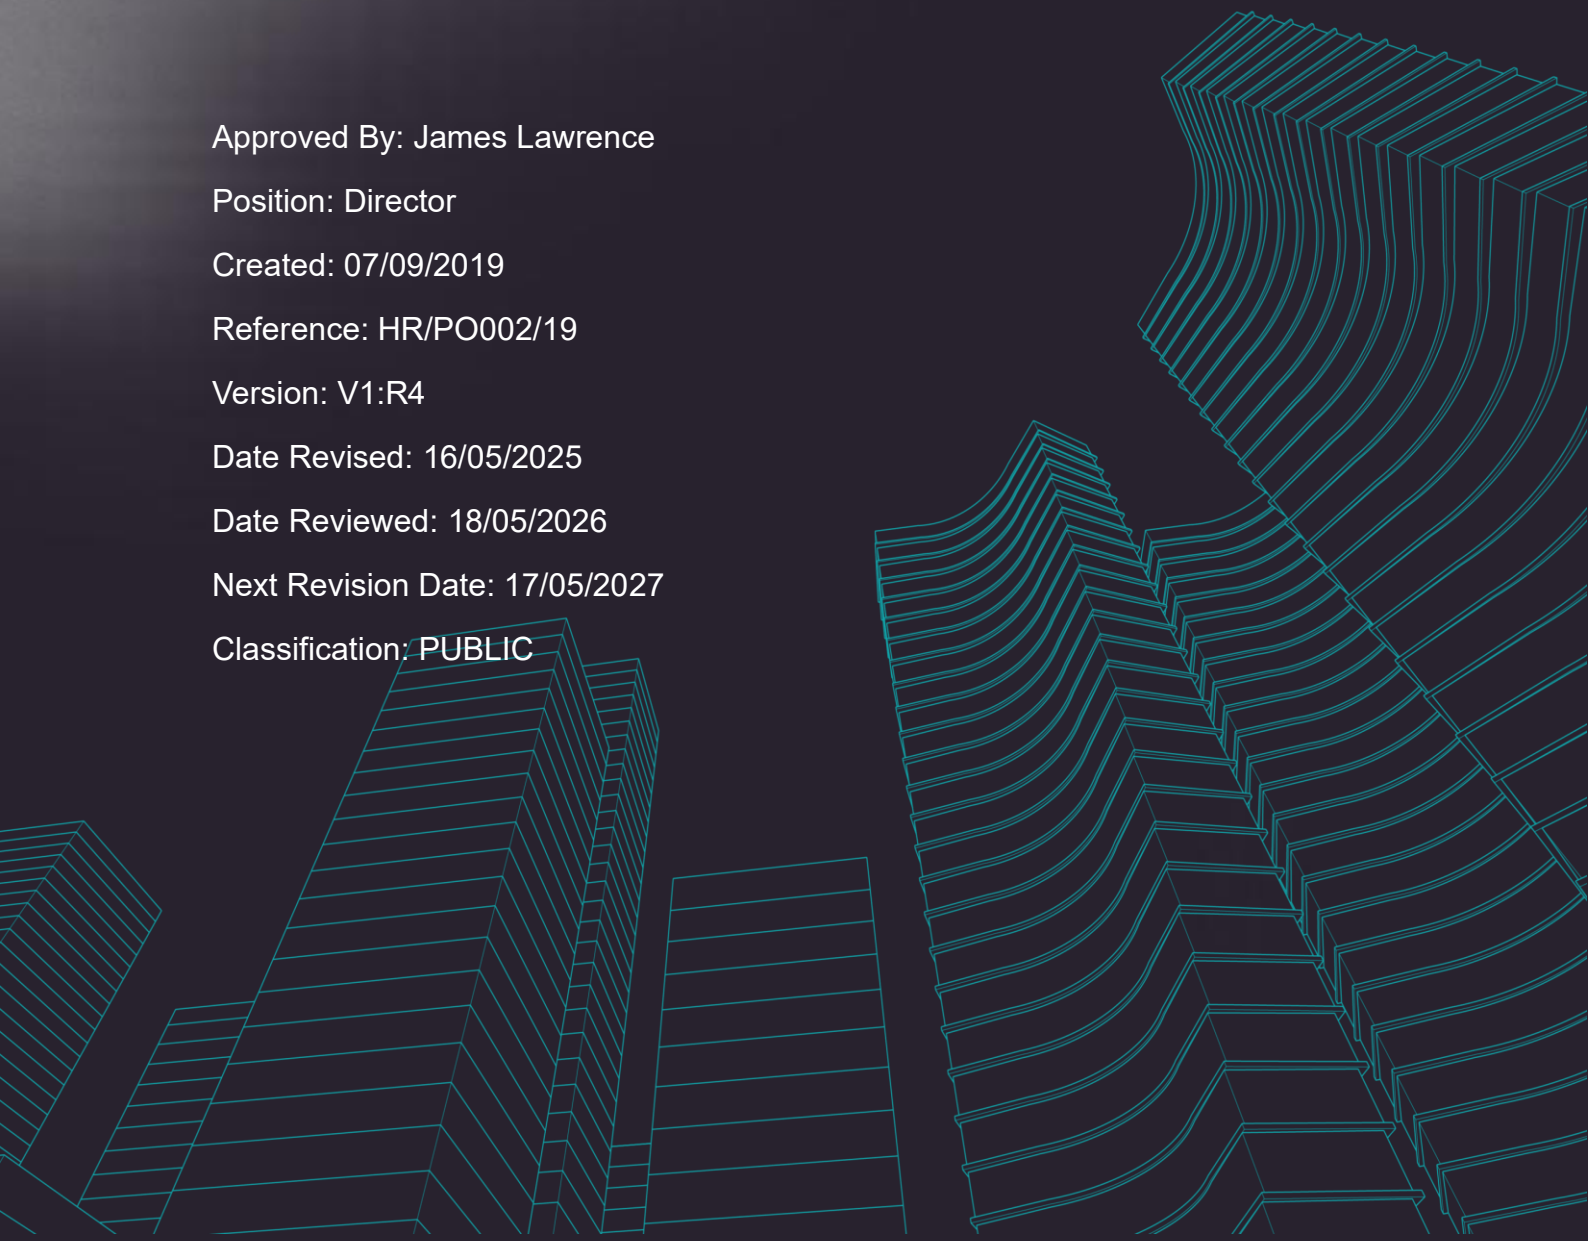 Approved By: James Lawrence
Position: Director
Created: 07/09/2019
Reference: HR/PO002/19
Version: V1:R4
Date Revised: 16/05/2025
Date Reviewed: 18/05/2026
Next Revision Date: 17/05/2027
Classification: PUBLIC